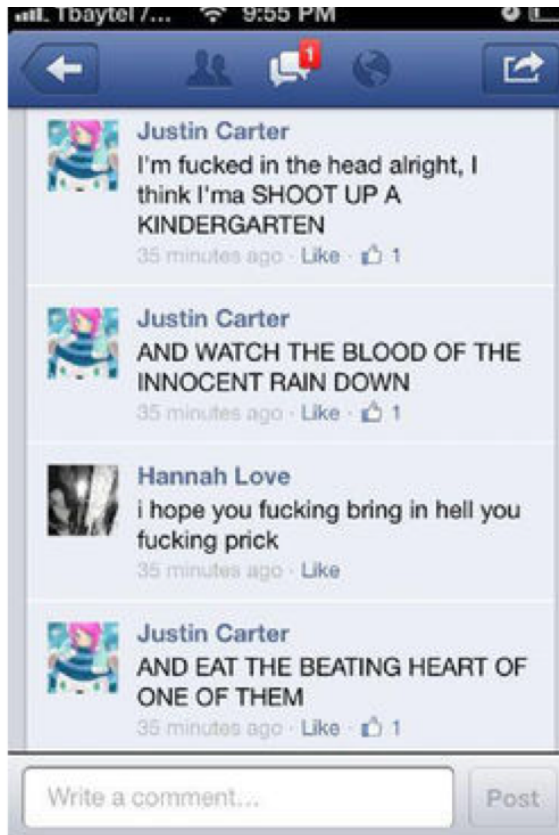 Tbaytel /... 9:55 PM
1
Justin Carter
I'm fucked in the head alright, I
think I'ma SHOOT UP A
KINDERGARTEN
35 minutes ago · Like · 1
Justin Carter
AND WATCH THE BLOOD OF THE
INNOCENT RAIN DOWN
35 minutes ago · Like · 1
Hannah Love
i hope you fucking bring in hell you
fucking prick
35 minutes ago · Like
Justin Carter
AND EAT THE BEATING HEART OF
ONE OF THEM
35 minutes ago · Like · 1
Write a comment... Post